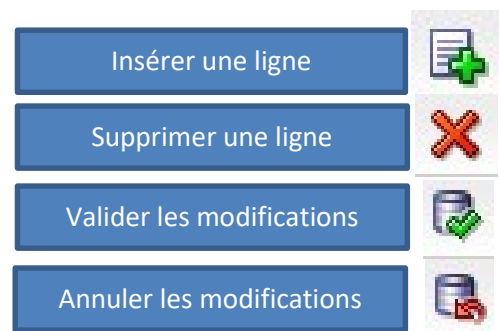 Insérer une ligne
Supprimer une ligne
Valider les modifications
Annuler les modifications